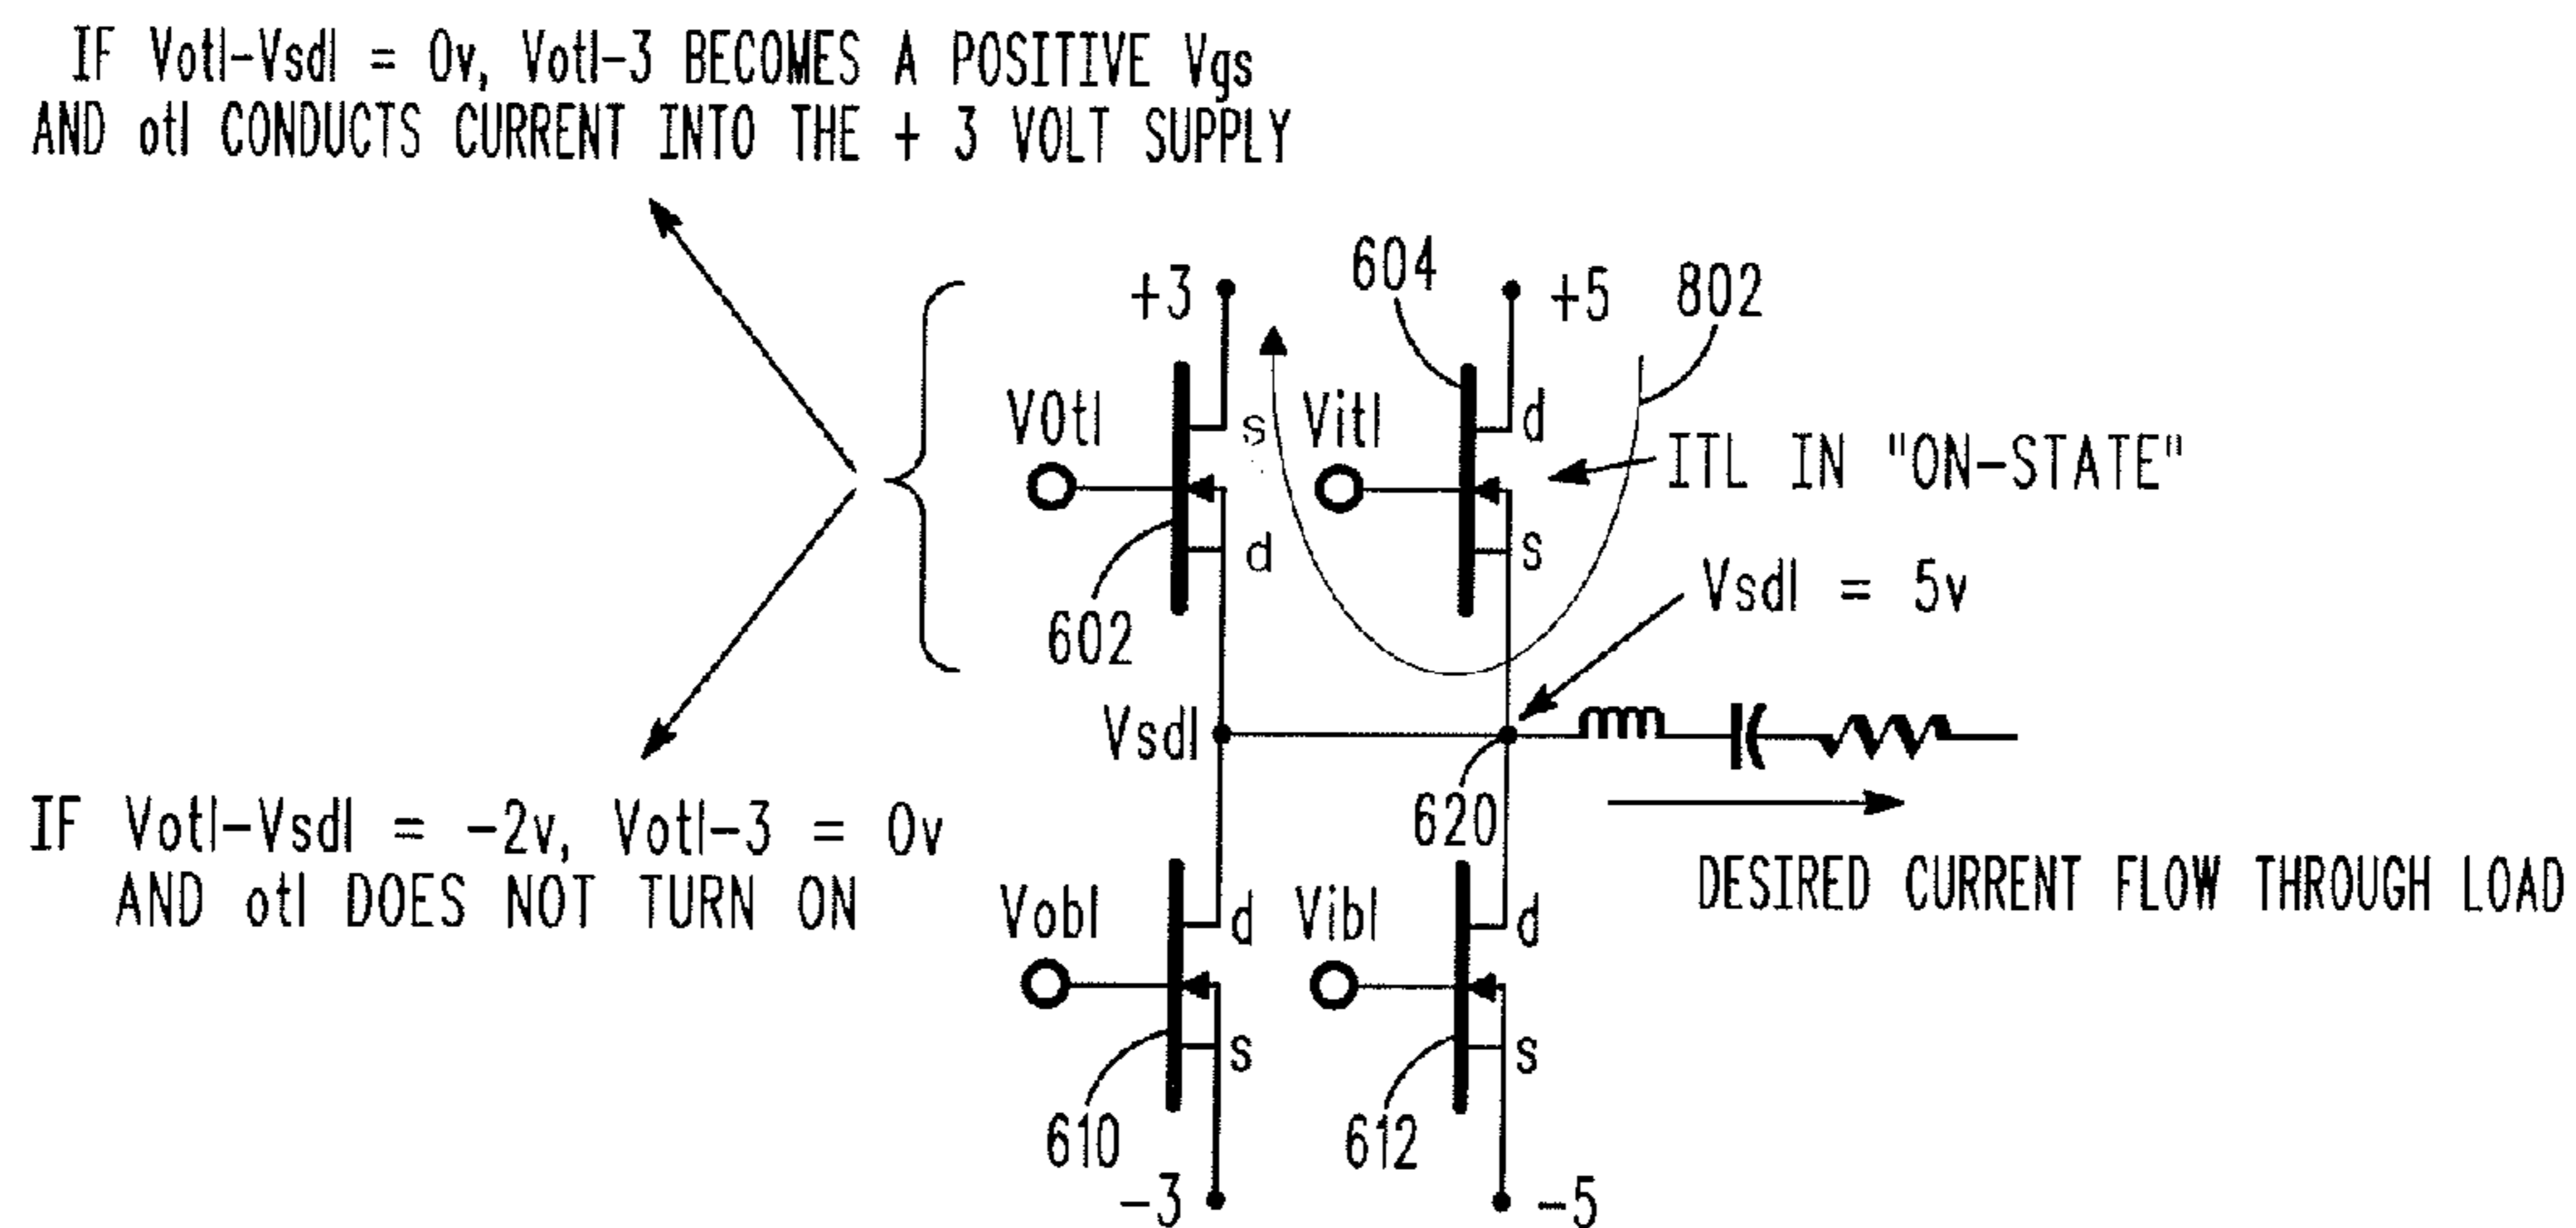 IF Votl-Vsdl = 0v, Votl-3 BECOMES A POSITIVE Vgs
AND otl CONDUCTS CURRENT INTO THE + 3 VOLT SUPPLY
604
802
+3
+5
V0tl
s
Vitl
d
ITL IN "ON-STATE"
d
s
602
Vsdl = 5v
Vsdl
620
IF Votl-Vsdl = -2v, Votl-3 = 0v
AND otl DOES NOT TURN ON
DESIRED CURRENT FLOW THROUGH LOAD
Vobl
d
Vibl
d
s
s
610
612
-3
-5